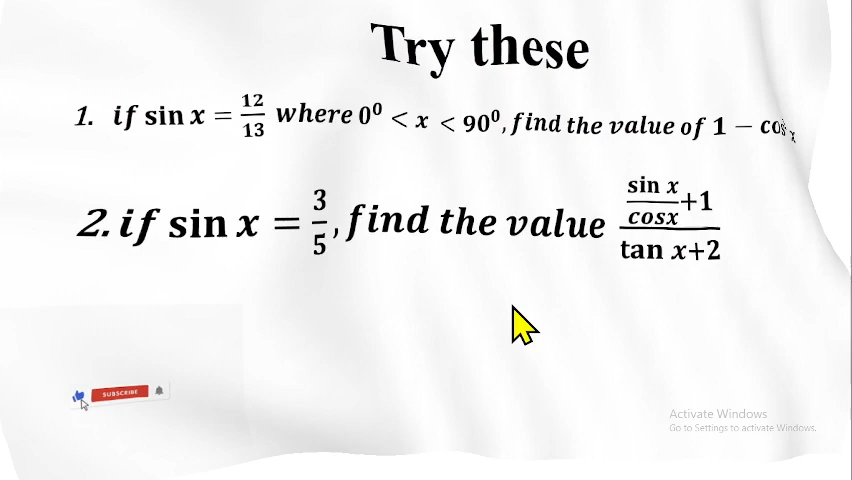 Try these
1. if sin x = 12/13 where 0⁰ < x < 90⁰, find the value of 1 − cos x
2. if sin x = 3/5, find the value (sin x/cosx +1)/(tan x+2)
SUBSCRIBE
Activate Windows
Go to Settings to activate Windows.